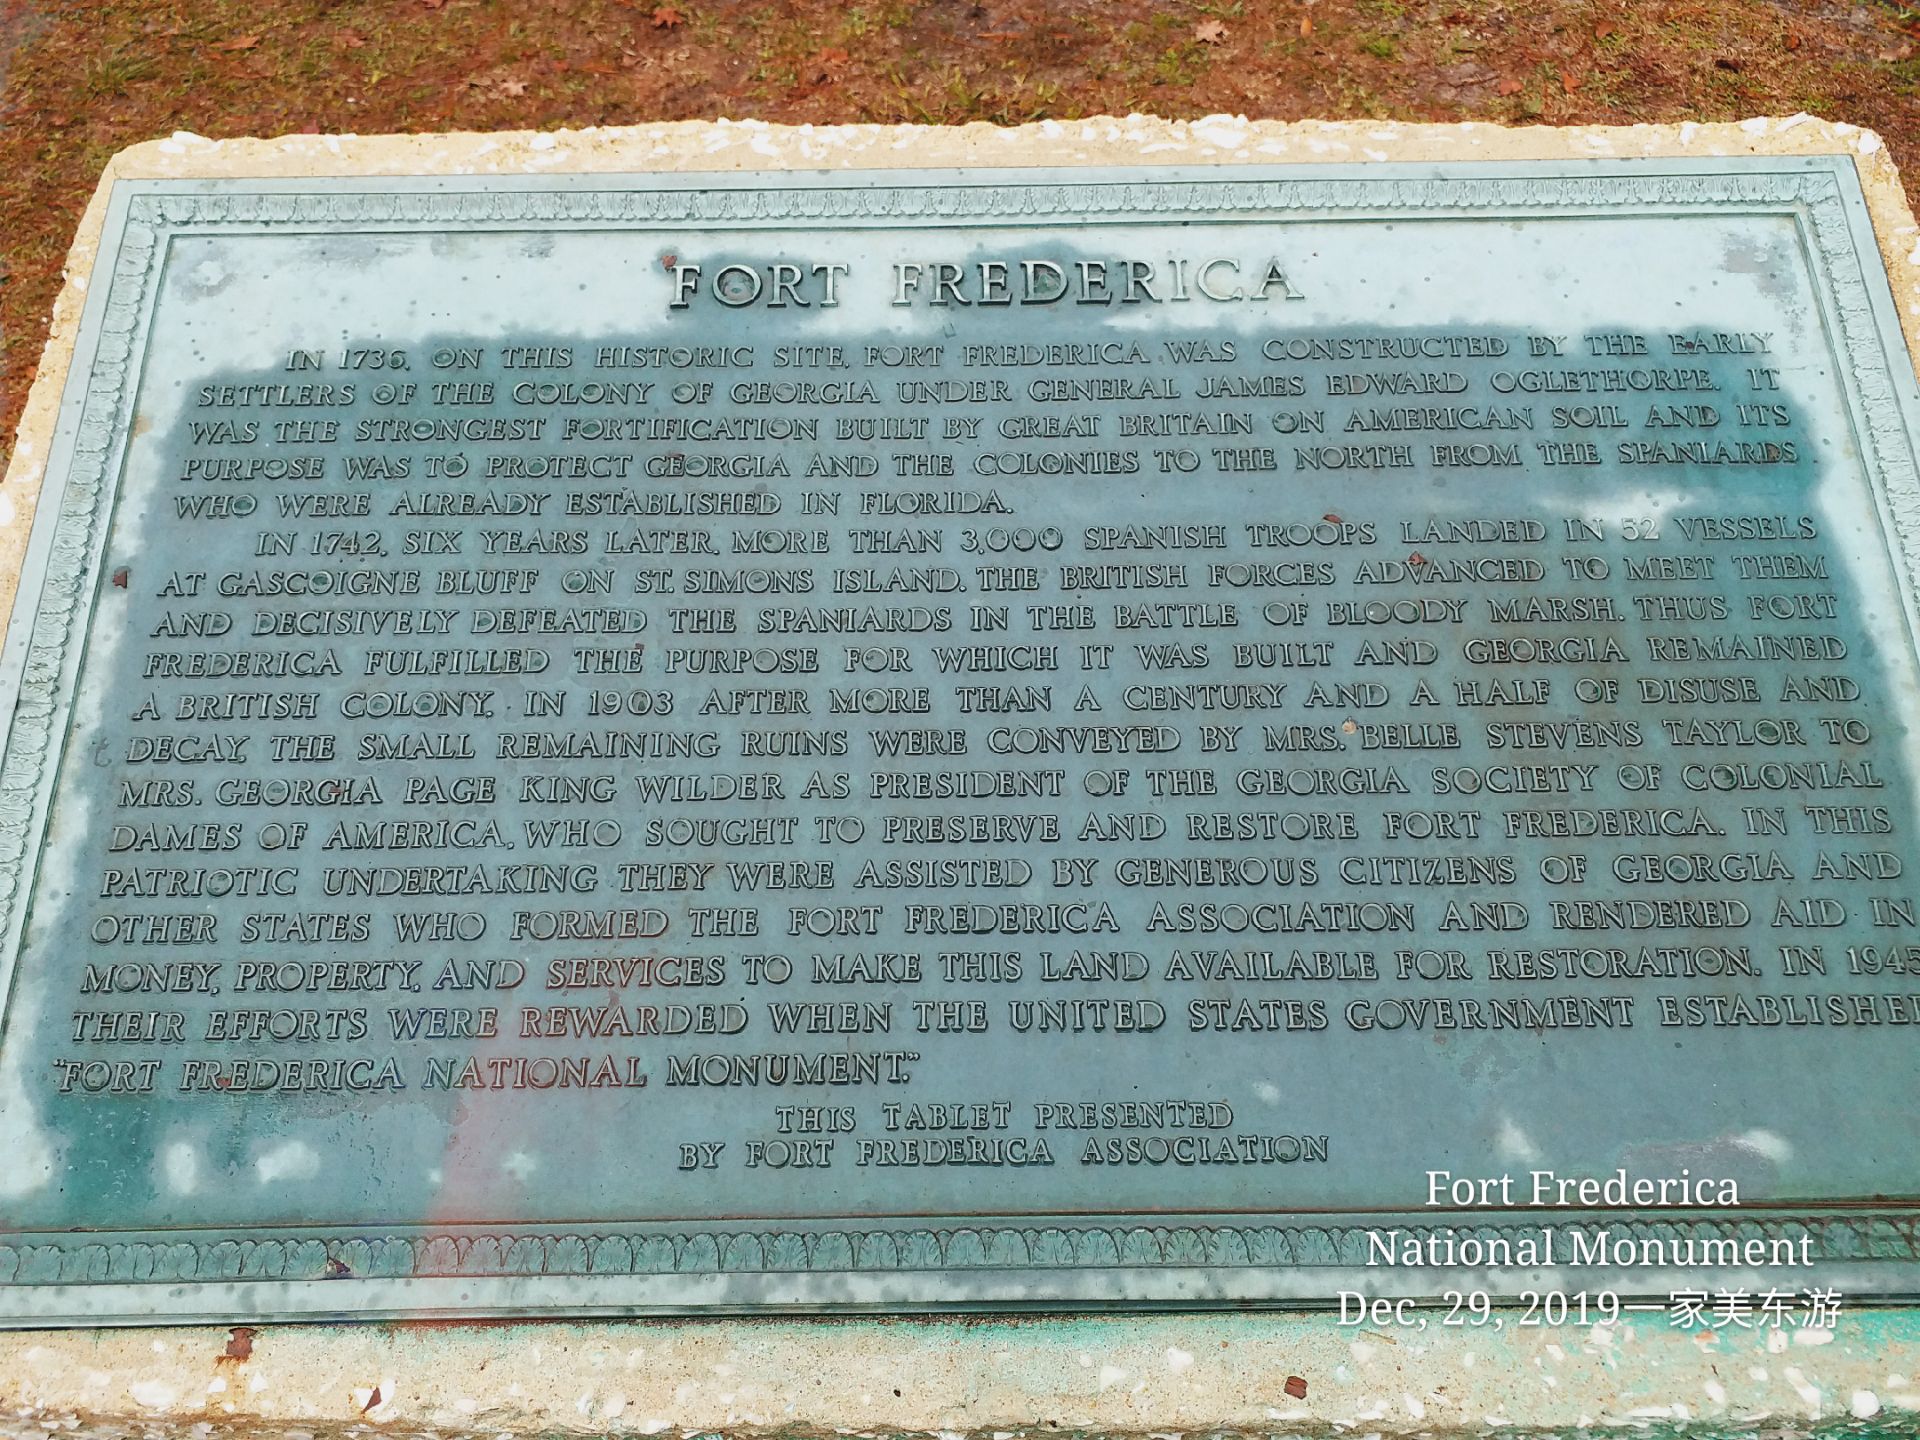 FORT FREDERICA
IN 1736, ON THIS HISTORIC SITE, FORT FREDERICA WAS CONSTRUCTED BY THE EARLY
SETTLERS OF THE COLONY OF GEORGIA UNDER GENERAL JAMES EDWARD OGLETHORPE. IT
WAS THE STRONGEST FORTIFICATION BUILT BY GREAT BRITAIN ON AMERICAN SOIL AND ITS
PURPOSE WAS TO PROTECT GEORGIA AND THE COLONIES TO THE NORTH FROM THE SPANIARDS
WHO WERE ALREADY ESTABLISHED IN FLORIDA.
IN 1742, SIX YEARS LATER, MORE THAN 3,000 SPANISH TROOPS LANDED IN 52 VESSELS
AT GASCOIGNE BLUFF ON ST. SIMONS ISLAND. THE BRITISH FORCES ADVANCED TO MEET THEM
AND DECISIVELY DEFEATED THE SPANIARDS IN THE BATTLE OF BLOODY MARSH. THUS FORT
FREDERICA FULFILLED THE PURPOSE FOR WHICH IT WAS BUILT AND GEORGIA REMAINED
A BRITISH COLONY. IN 1903 AFTER MORE THAN A CENTURY AND A HALF OF DISUSE AND
DECAY, THE SMALL REMAINING RUINS WERE CONVEYED BY MRS. BELLE STEVENS TAYLOR TO
MRS. GEORGIA PAGE KING WILDER AS PRESIDENT OF THE GEORGIA SOCIETY OF COLONIAL
DAMES OF AMERICA, WHO SOUGHT TO PRESERVE AND RESTORE FORT FREDERICA. IN THIS
PATRIOTIC UNDERTAKING THEY WERE ASSISTED BY GENEROUS CITIZENS OF GEORGIA AND
OTHER STATES WHO FORMED THE FORT FREDERICA ASSOCIATION AND RENDERED AID IN
MONEY, PROPERTY, AND SERVICES TO MAKE THIS LAND AVAILABLE FOR RESTORATION. IN 1945
THEIR EFFORTS WERE REWARDED WHEN THE UNITED STATES GOVERNMENT ESTABLISHED
"FORT FREDERICA NATIONAL MONUMENT."
THIS TABLET PRESENTED
BY FORT FREDERICA ASSOCIATION
Fort Frederica
National Monument
Dec, 29, 2019一家美东游